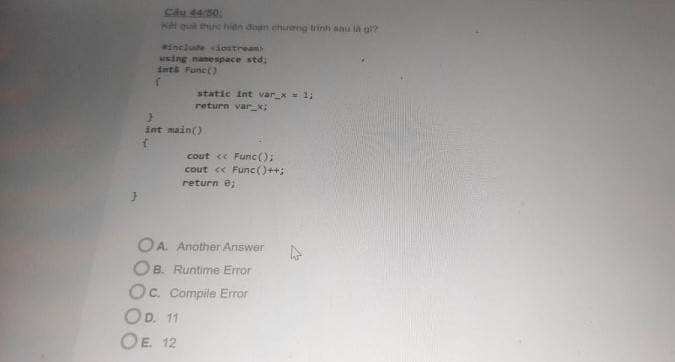 Câu 44/50:
Kết quả thực hiện đoạn chương trình sau là gì?
#include <iostream>
using namespace std;
int& Func()
{
static int var_x = 1;
return var_x;
}
int main()
{
cout << Func();
cout << Func()++;
return 0;
}
A. Another Answer
B. Runtime Error
C. Compile Error
D. 11
E. 12